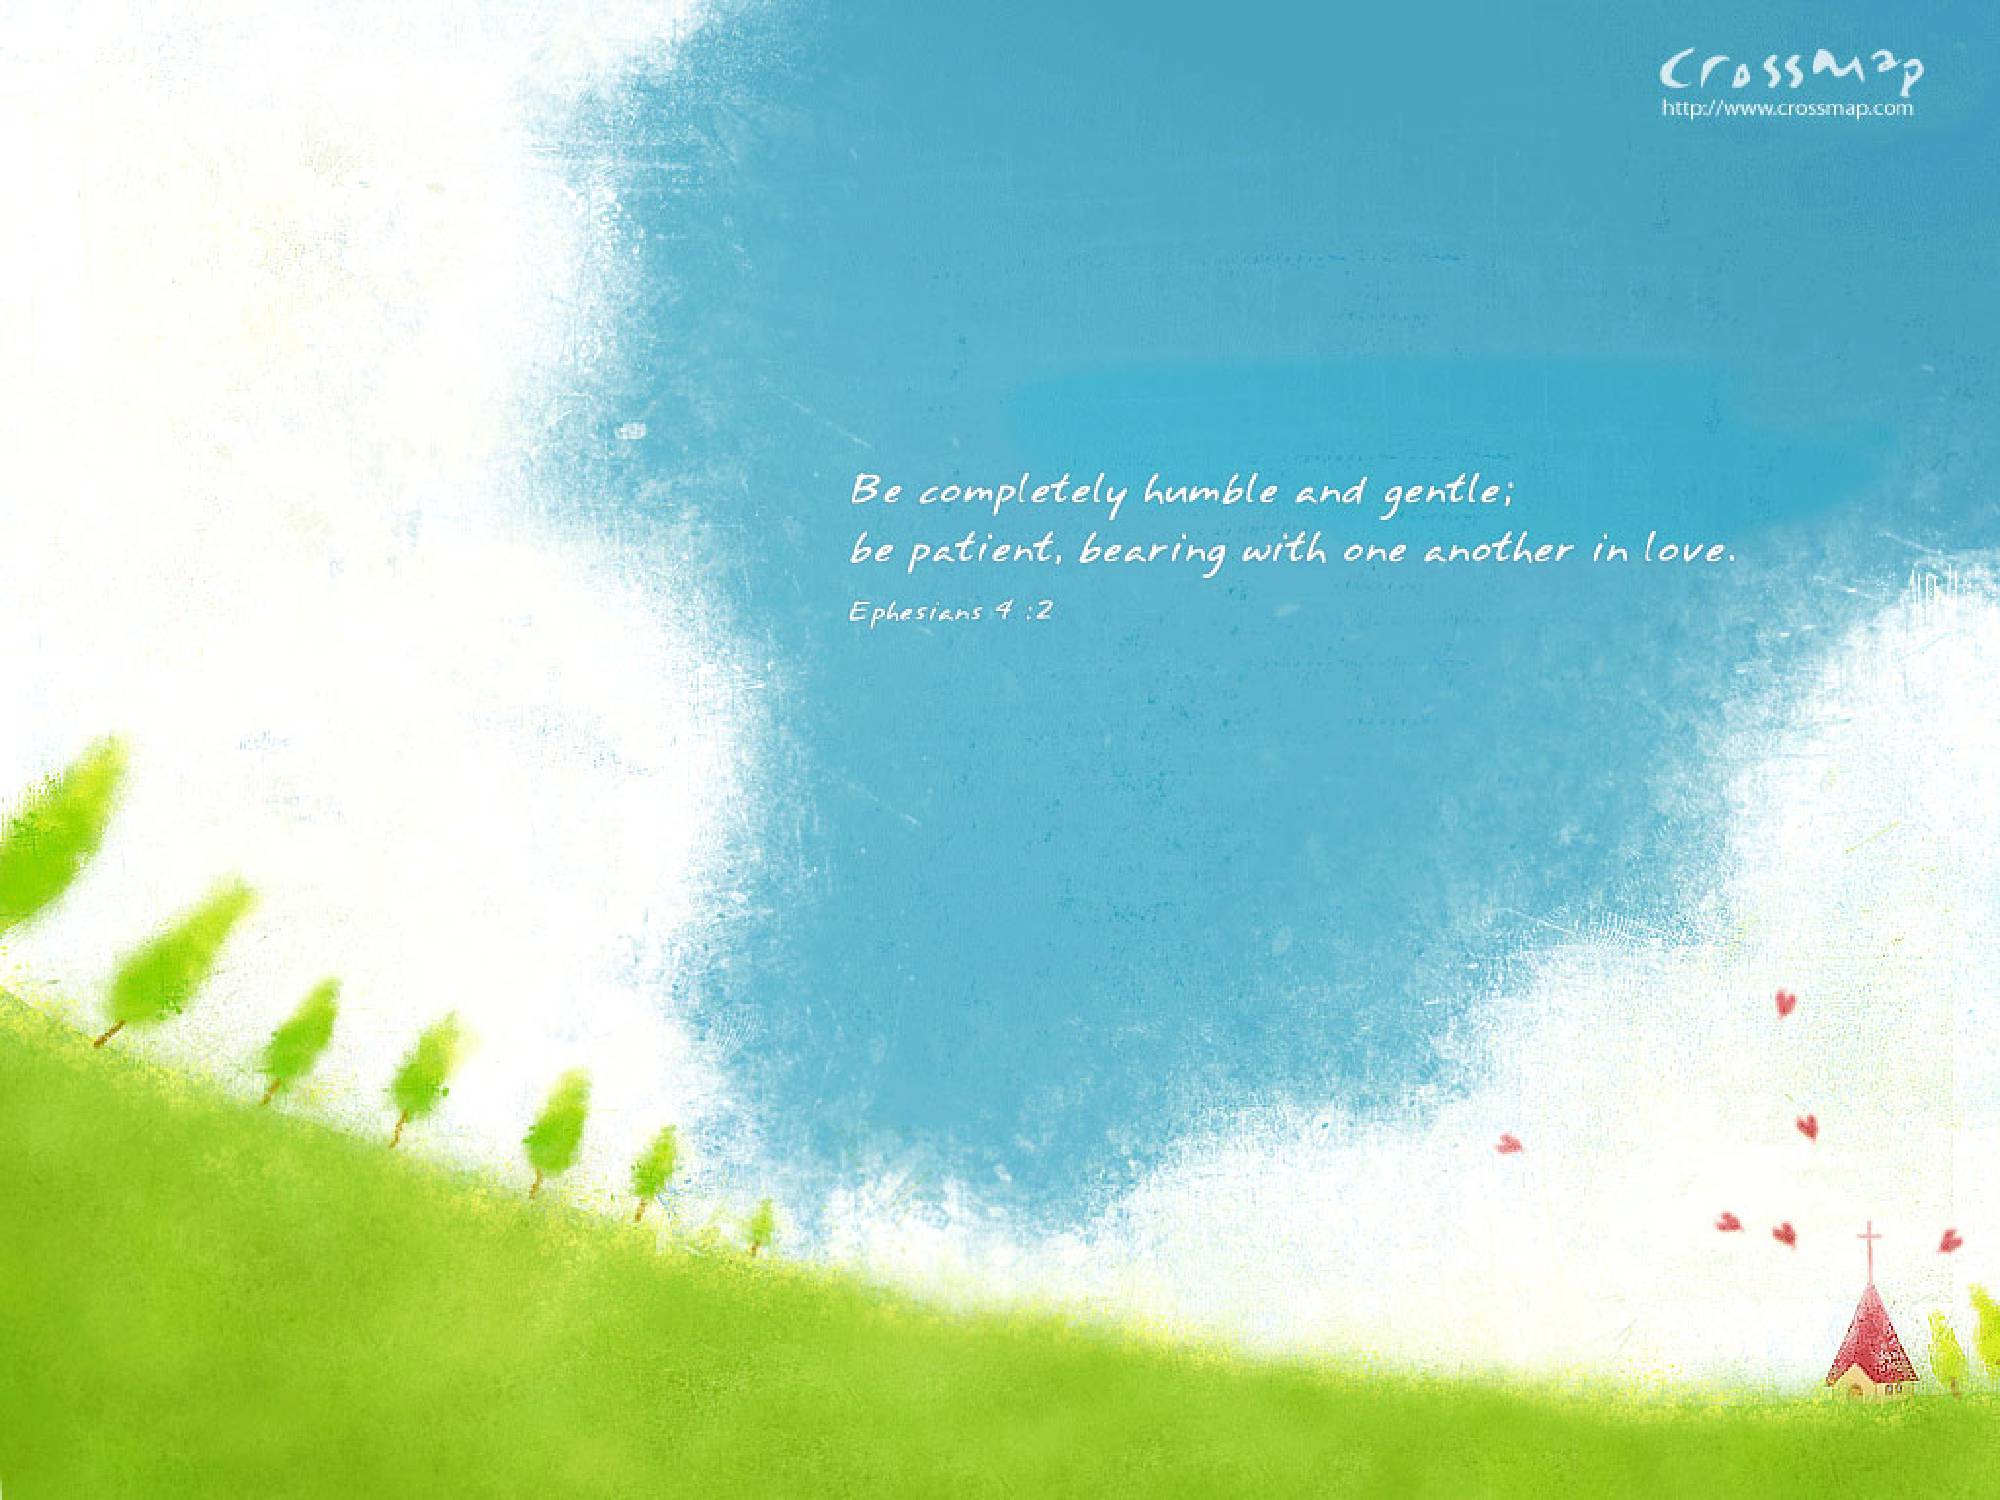 crossmap
http://www.crossmap.com
Be completely humble and gentle;
be patient, bearing with one another in love.
Ephesians 4 :2